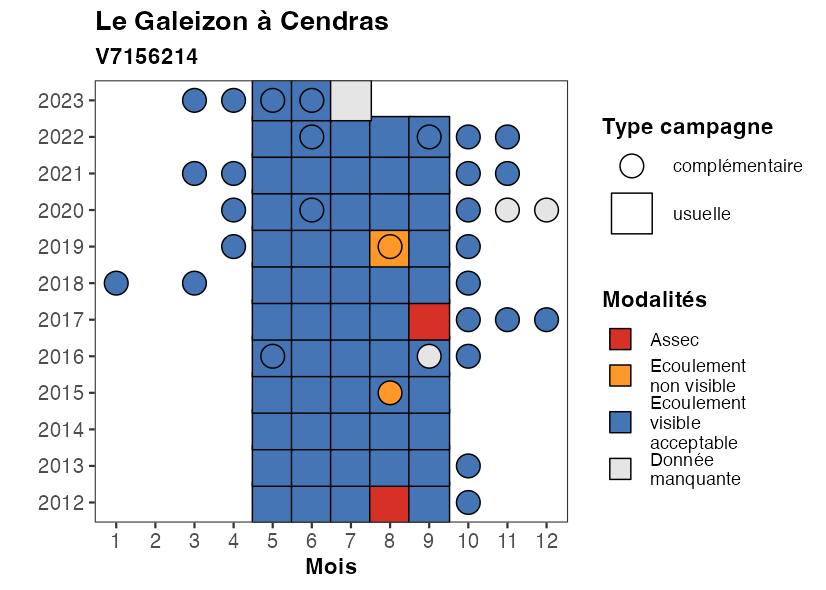 Le Galeizon à Cendras
V7156214
2023
2022
2021
2020
2019
2018
2017
2016
2015
2014
2013
2012
1 2 3 4 5 6 7 8 9 10 11 12
Mois
Type campagne
complémentaire
usuelle
Modalités
Assec
Ecoulement
non visible
Ecoulement
visible
acceptable
Donnée
manquante